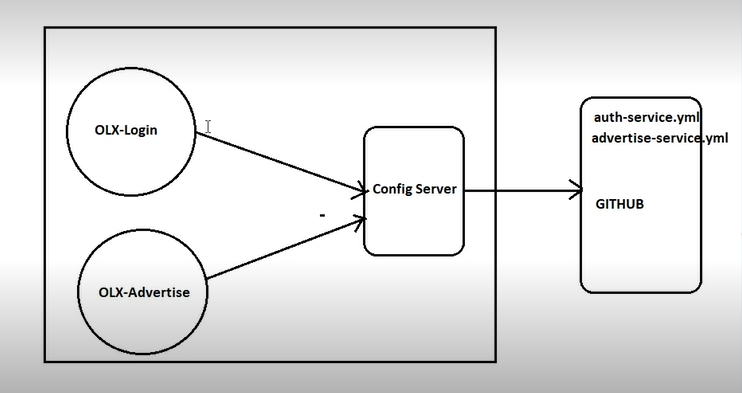 OLX-Login
OLX-Advertise
Config Server
auth-service.yml
advertise-service.yml
GITHUB